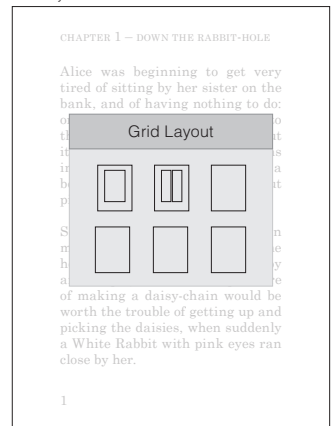 CHAPTER 1 – DOWN THE RABBIT-HOLE
Alice was beginning to get very
tired of sitting by her sister on the
bank, and of having nothing to do:
Grid Layout
of making a daisy-chain would be
worth the trouble of getting up and
picking the daisies, when suddenly
a White Rabbit with pink eyes ran
close by her.
1